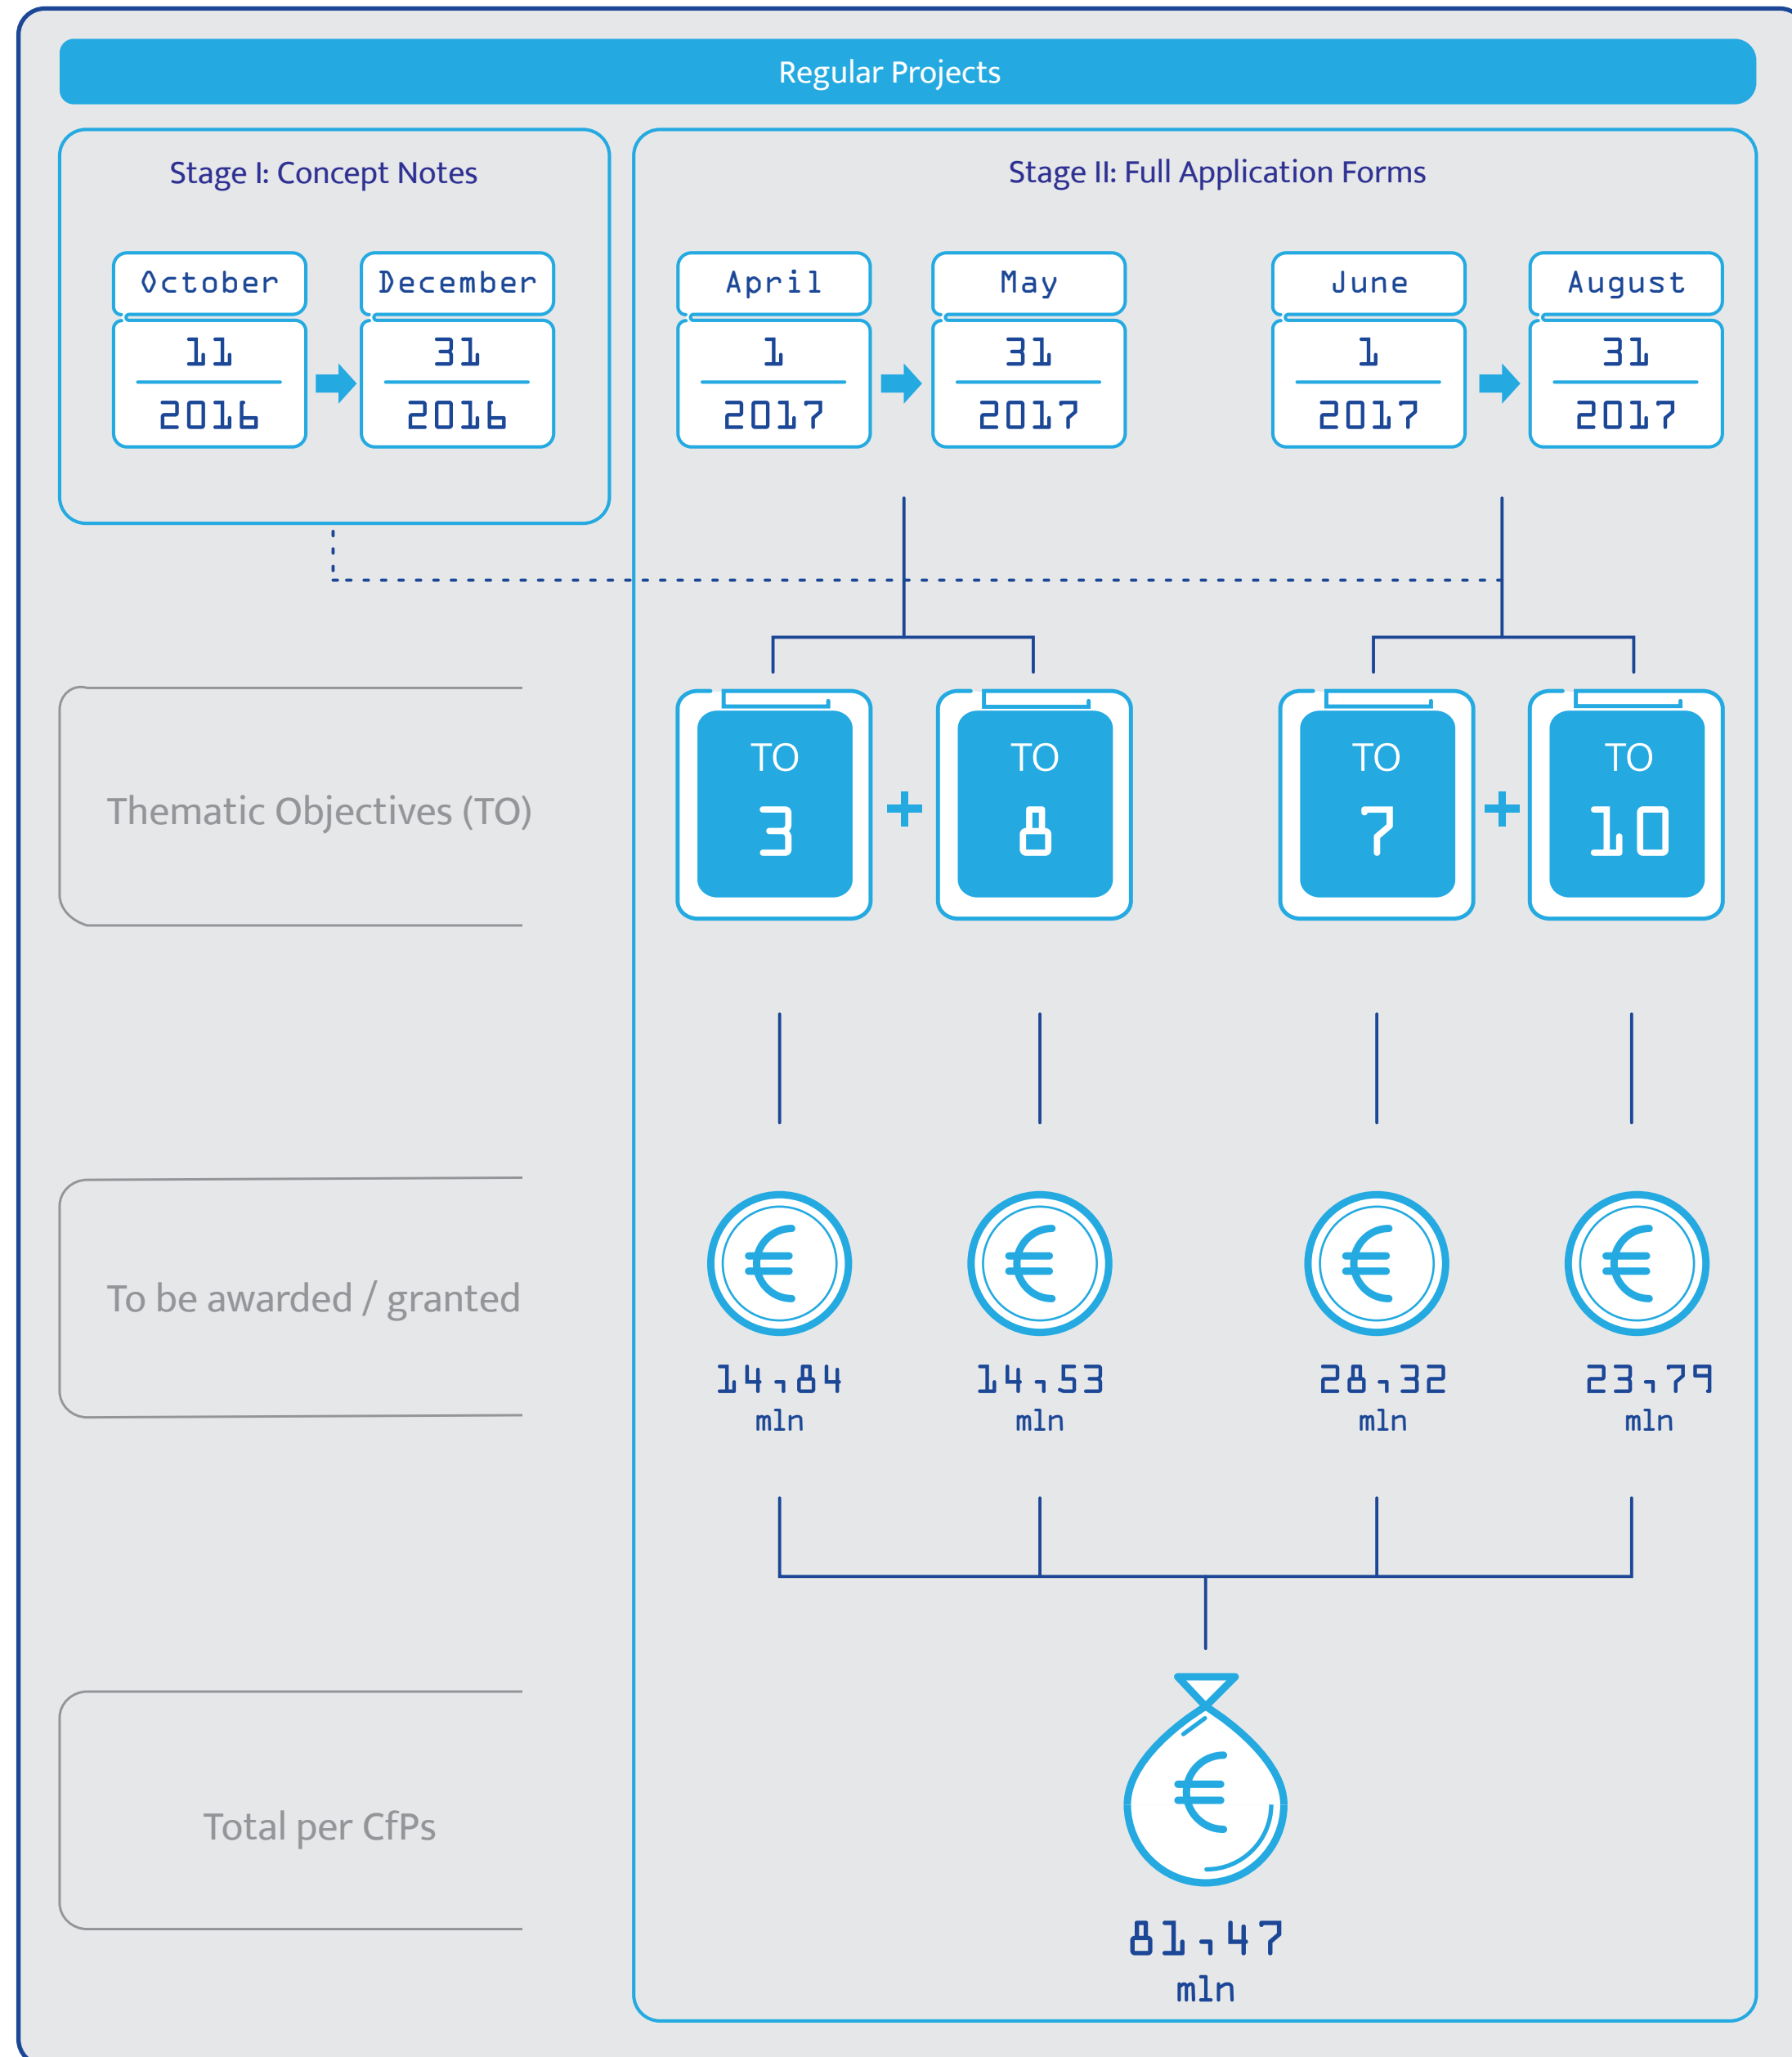 Regular Projects
Stage I: Concept Notes
October
11
2016
December
31
2016
Stage II: Full Application Forms
April
1
2017
May
31
2017
June
1
2017
August
31
2017
Thematic Objectives (TO)
TO
3
+
TO
8
TO
7
+
TO
10
To be awarded / granted
€
14,84
mln
€
14,53
mln
€
28,32
mln
€
23,79
mln
Total per CfPs
€
81,47
mln